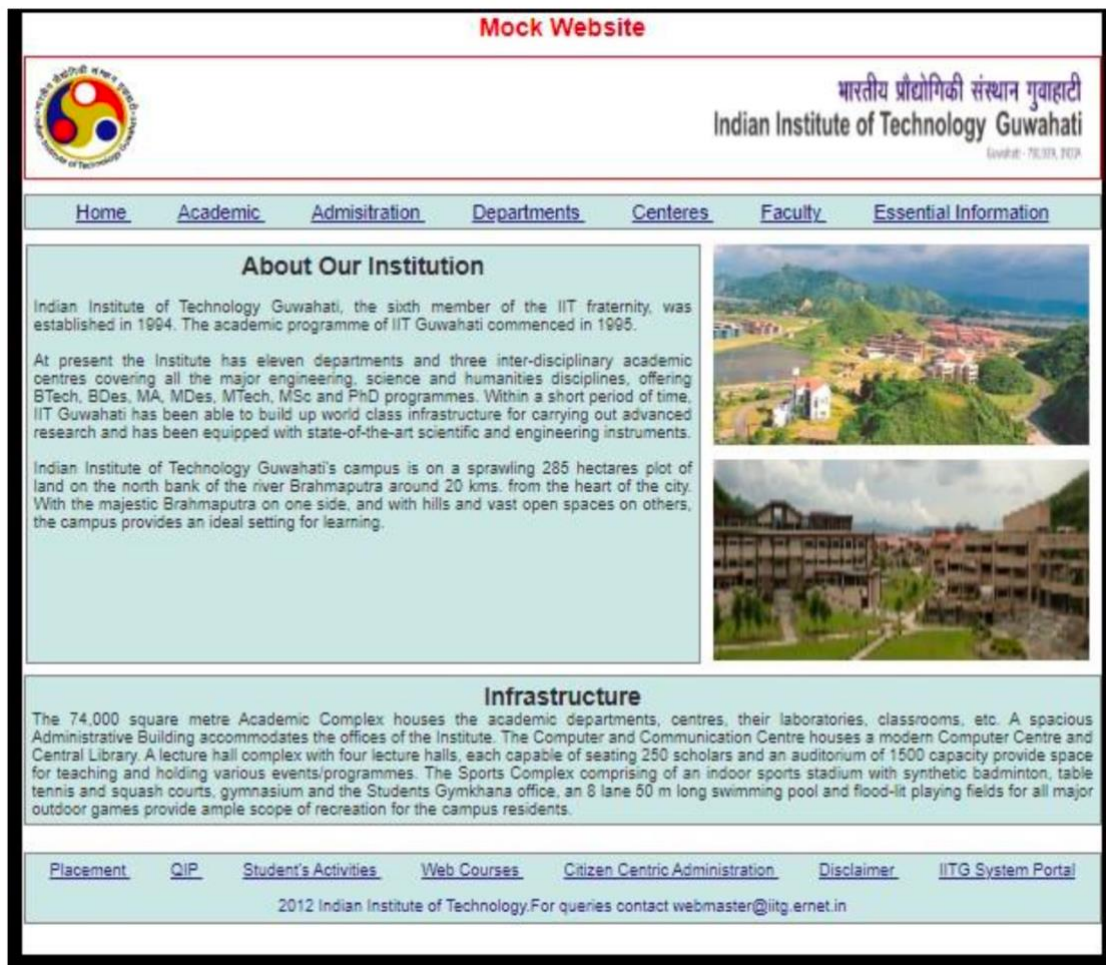 Mock Website
भारतीय प्रौद्योगिकी संस्थान गुवाहाटी
Indian Institute of Technology Guwahati
Home Academic Admisitration Departments Centeres Faculty Essential Information
About Our Institution
Indian Institute of Technology Guwahati, the sixth member of the IIT fraternity, was
established in 1994. The academic programme of IIT Guwahati commenced in 1995.
At present the Institute has eleven departments and three inter-disciplinary academic
centres covering all the major engineering, science and humanities disciplines, offering
BTech, BDes, MA, MDes, MTech, MSc and PhD programmes. Within a short period of time,
IIT Guwahati has been able to build up world class infrastructure for carrying out advanced
research and has been equipped with state-of-the-art scientific and engineering instruments.
Indian Institute of Technology Guwahati's campus is on a sprawling 285 hectares plot of
land on the north bank of the river Brahmaputra around 20 kms. from the heart of the city.
With the majestic Brahmaputra on one side, and with hills and vast open spaces on others,
the campus provides an ideal setting for learning.
Infrastructure
The 74,000 square metre Academic Complex houses the academic departments, centres, their laboratories, classrooms, etc. A spacious
Administrative Building accommodates the offices of the Institute. The Computer and Communication Centre houses a modern Computer Centre and
Central Library. A lecture hall complex with four lecture halls, each capable of seating 250 scholars and an auditorium of 1500 capacity provide space
for teaching and holding various events/programmes. The Sports Complex comprising of an indoor sports stadium with synthetic badminton, table
tennis and squash courts, gymnasium and the Students Gymkhana office, an 8 lane 50 m long swimming pool and flood-lit playing fields for all major
outdoor games provide ample scope of recreation for the campus residents.
Placement QIP Student's Activities Web Courses Citizen Centric Administration Disclaimer IITG System Portal
2012 Indian Institute of Technology.For queries contact webmaster@iitg.ernet.in